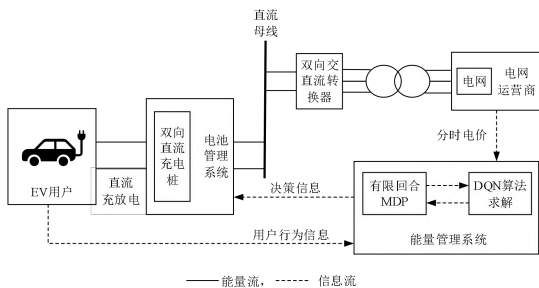 直流
母线
双向交
直流转
换器
电网
电网
运营商
双向
直流
充电
桩
电池
管理
系统
EV用户
直流
充放电
分时电价
决策信息
有限回合
MDP
DQN算法
求解
用户行为信息
能量管理系统
能量流，
信息流